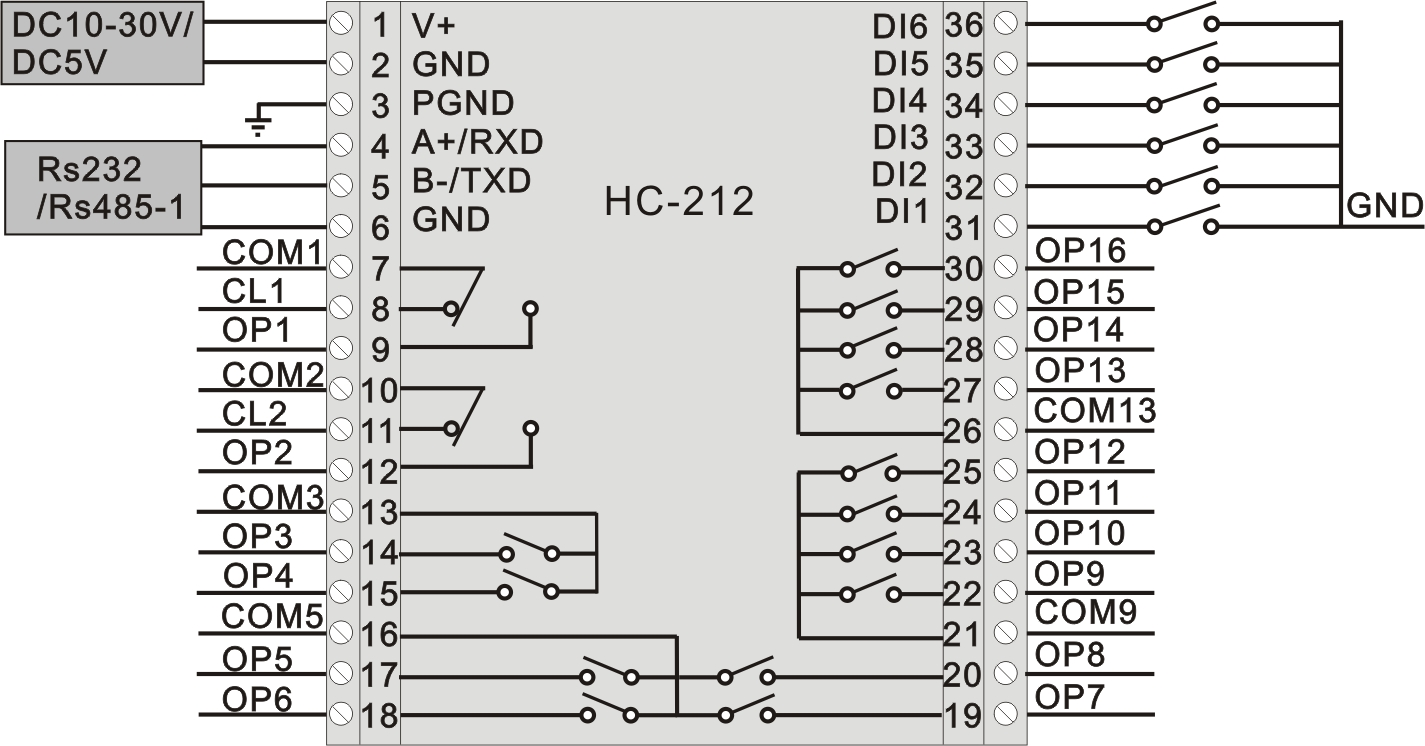 DC10-30V/
DC5V
Rs232
/Rs485-1
COM1
CL1
OP1
COM2
CL2
OP2
COM3
OP3
OP4
COM5
OP5
OP6
1 V+
2 GND
3 PGND
4 A+/RXD
5 B-/TXD
6 GND
7
8
9
10
11
12
13
14
15
16
17
18
HC-212
DI6 36
DI5 35
DI4 34
DI3 33
DI2 32
DI1 31
30
29
28
27
26
25
24
23
22
21
20
19
GND
OP16
OP15
OP14
OP13
COM13
OP12
OP11
OP10
OP9
COM9
OP8
OP7